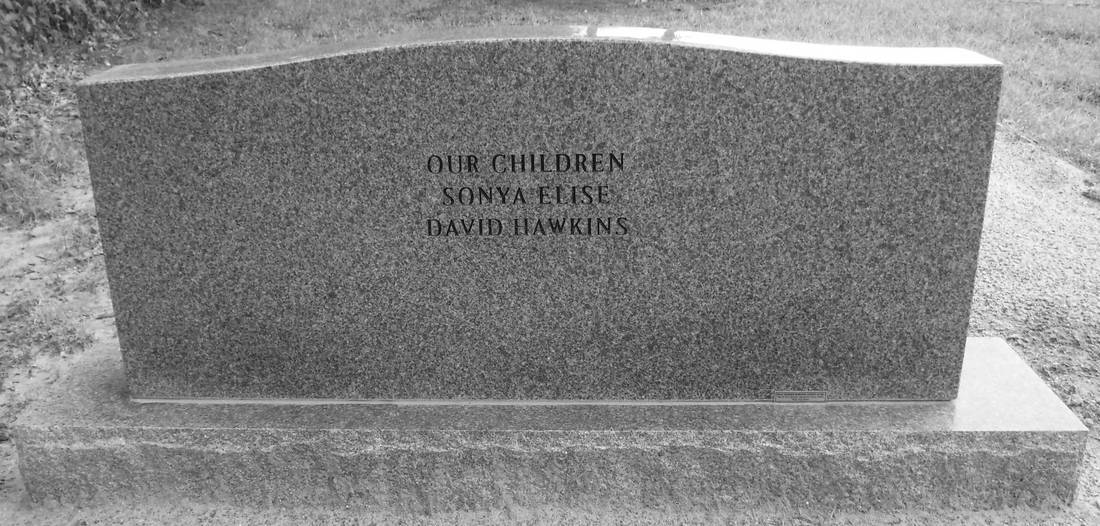 OUR CHILDREN
SONYA ELISE
DAVID HAWKINS